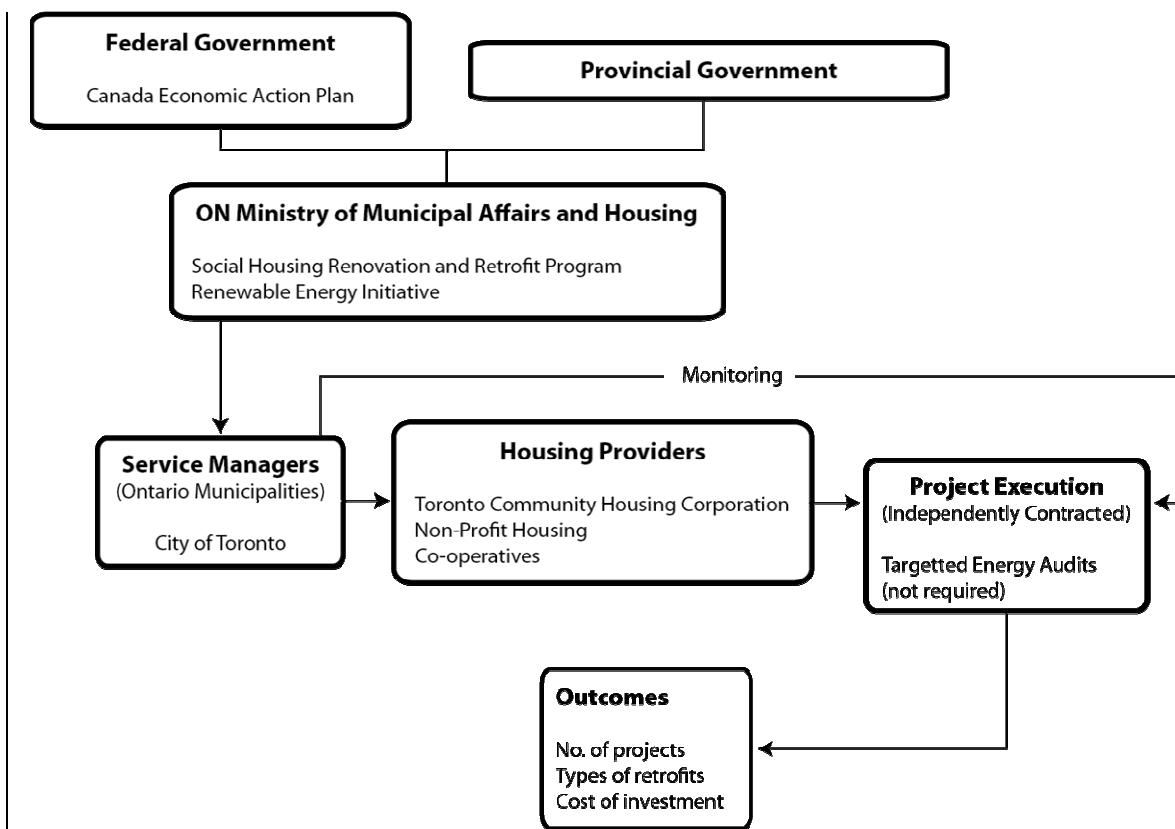 Federal Government
Canada Economic Action Plan
Provincial Government
ON Ministry of Municipal Affairs and Housing
Social Housing Renovation and Retrofit Program
Renewable Energy Initiative
Monitoring
Service Managers
(Ontario Municipalities)
City of Toronto
Housing Providers
Toronto Community Housing Corporation
Non-Profit Housing
Co-operatives
Project Execution
(Independently Contracted)
Targetted Energy Audits
(not required)
Outcomes
No. of projects
Types of retrofits
Cost of investment